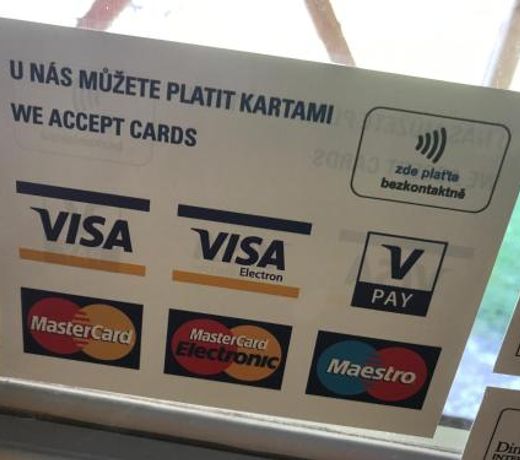 U NÁS MŮŽETE PLATIT KARTAMI
WE ACCEPT CARDS
zde plaťte
bezkontaktně
VISA
VISA
Electron
V
PAY
MasterCard
MasterCard
Electronic
Maestro